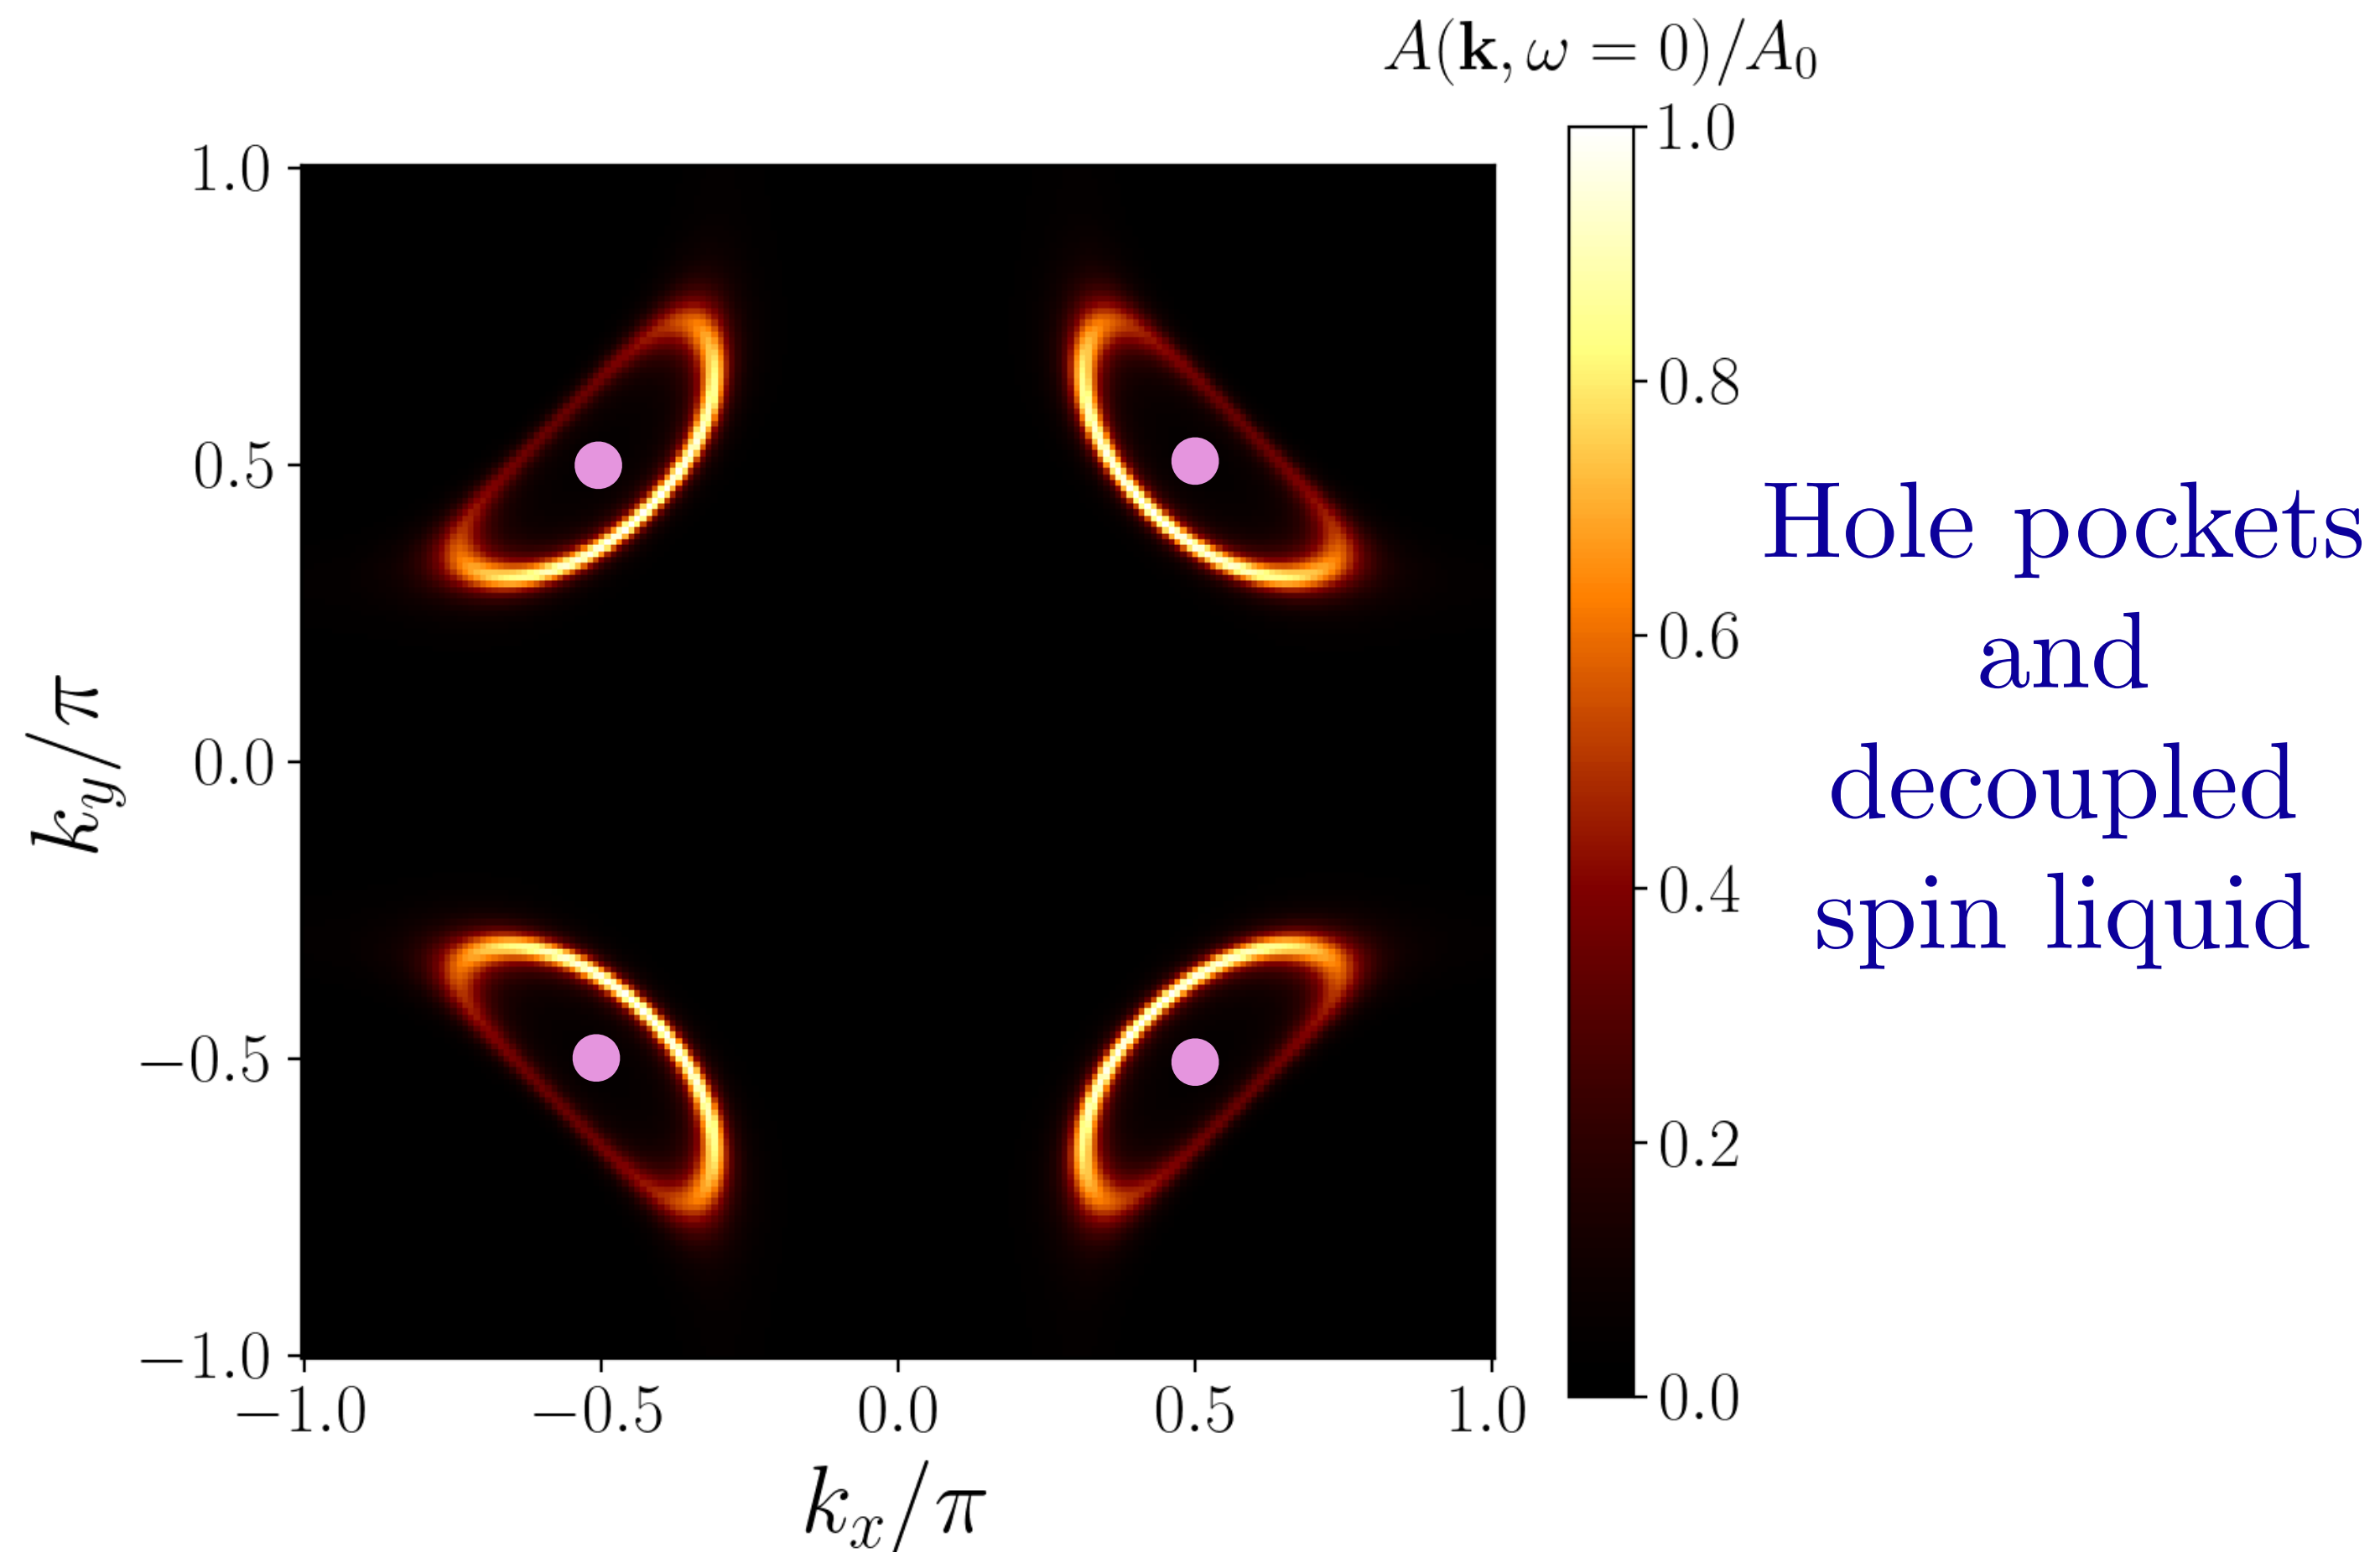 A(k, ω = 0)/A₀
1.0
0.8
0.6
0.4
0.2
0.0
1.0
0.5
0.0
−0.5
−1.0
k_y/π
−1.0
−0.5
0.0
0.5
1.0
k_x/π
Hole pockets
and
decoupled
spin liquid